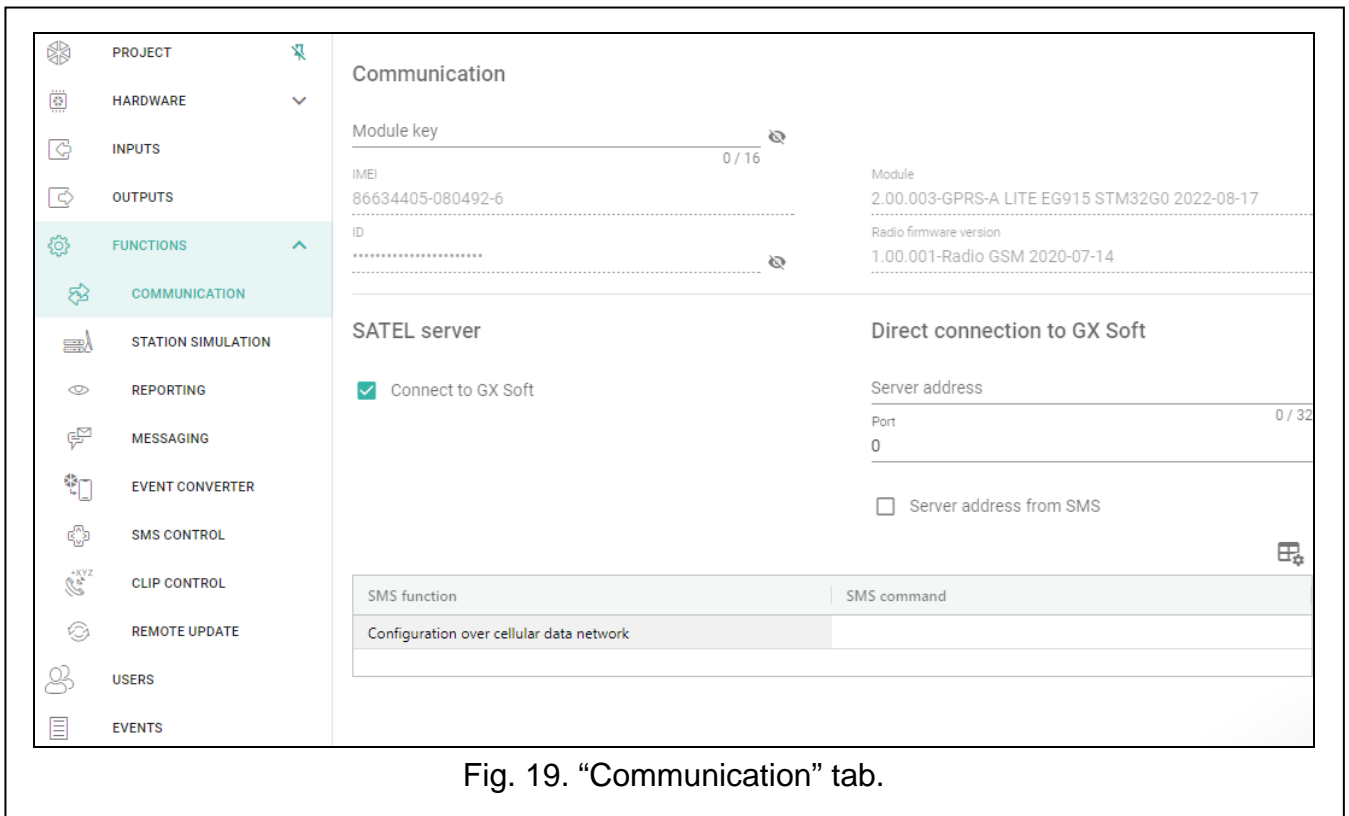 PROJECT
HARDWARE
INPUTS
OUTPUTS
FUNCTIONS
COMMUNICATION
STATION SIMULATION
REPORTING
MESSAGING
EVENT CONVERTER
SMS CONTROL
+XYZ
CLIP CONTROL
REMOTE UPDATE
USERS
EVENTS
Communication
Module key
0 / 16
IMEI
86634405-080492-6
Module
2.00.003-GPRS-A LITE EG915 STM32G0 2022-08-17
ID
•••••••••••••••••••••••
Radio firmware version
1.00.001-Radio GSM 2020-07-14
SATEL server
Connect to GX Soft
Direct connection to GX Soft
Server address
0 / 32
Port
0
Server address from SMS
SMS function SMS command
Configuration over cellular data network
Fig. 19. “Communication” tab.